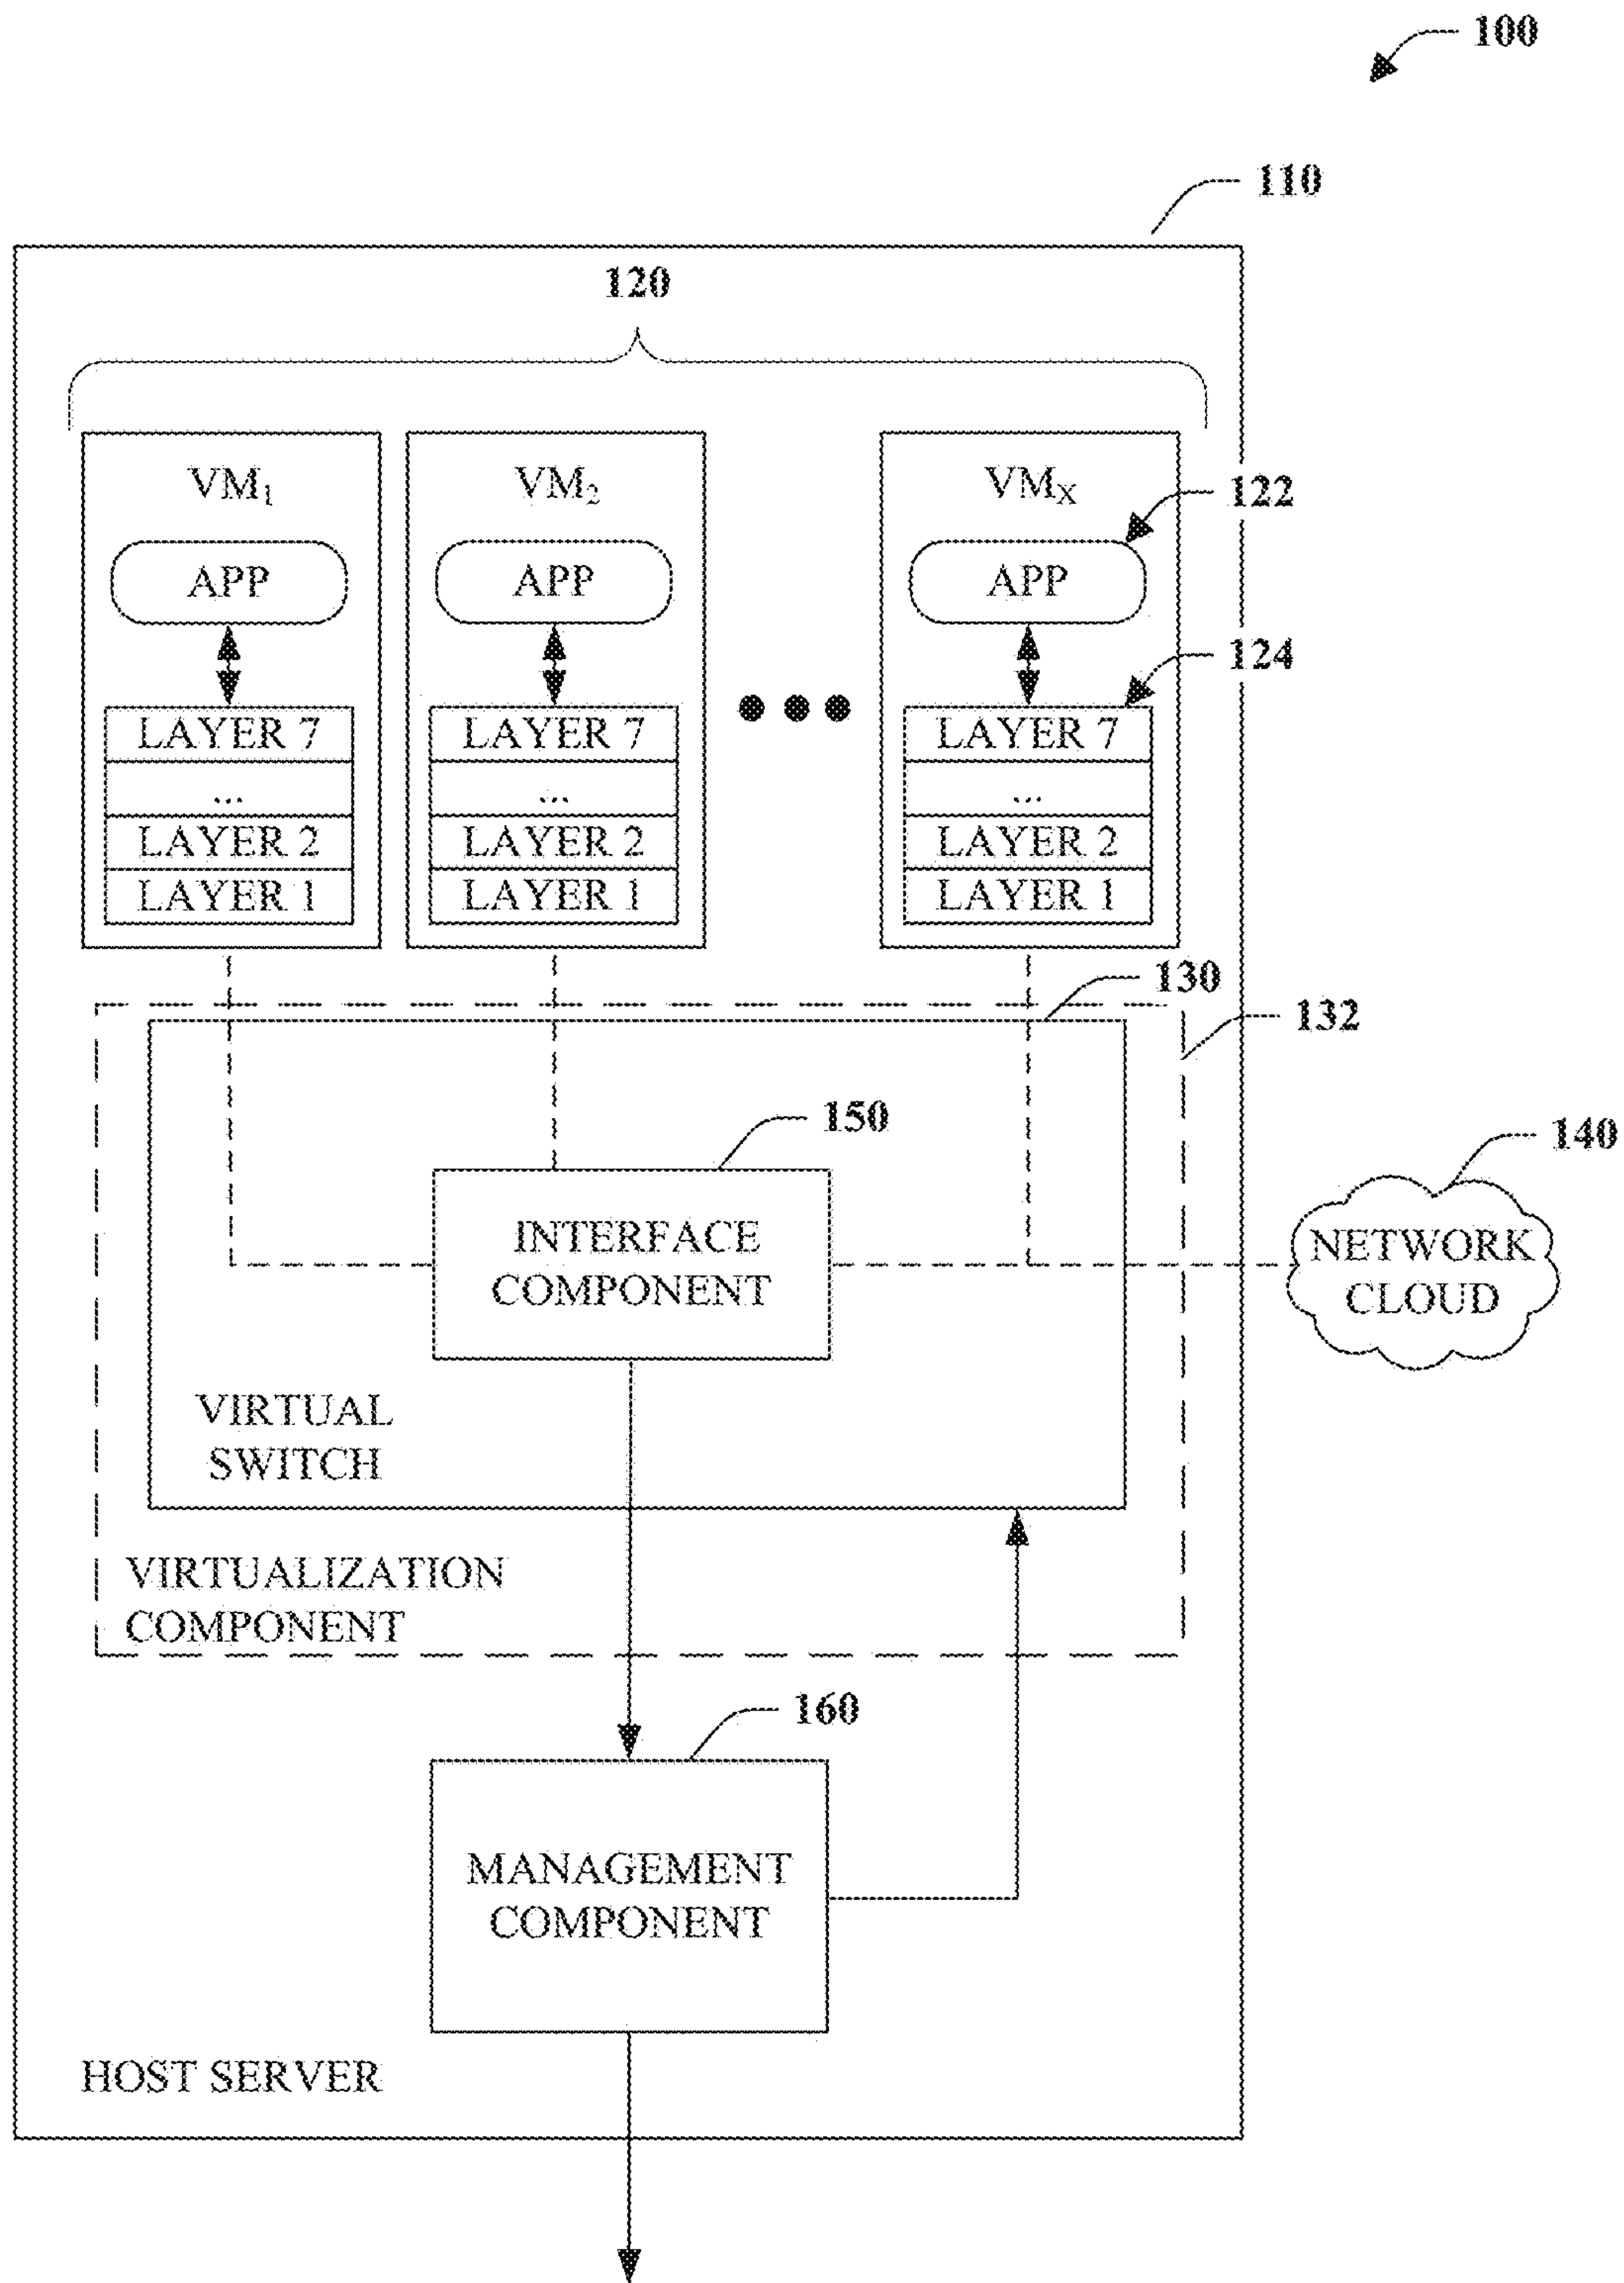 100
110
120
VM1
VM2
VMX
122
APP
APP
APP
124
LAYER 7
LAYER 7
LAYER 7
...
...
...
LAYER 2
LAYER 2
LAYER 2
LAYER 1
LAYER 1
LAYER 1
130
132
150
140
INTERFACE
COMPONENT
NETWORK
CLOUD
VIRTUAL
SWITCH
VIRTUALIZATION
COMPONENT
160
MANAGEMENT
COMPONENT
HOST SERVER